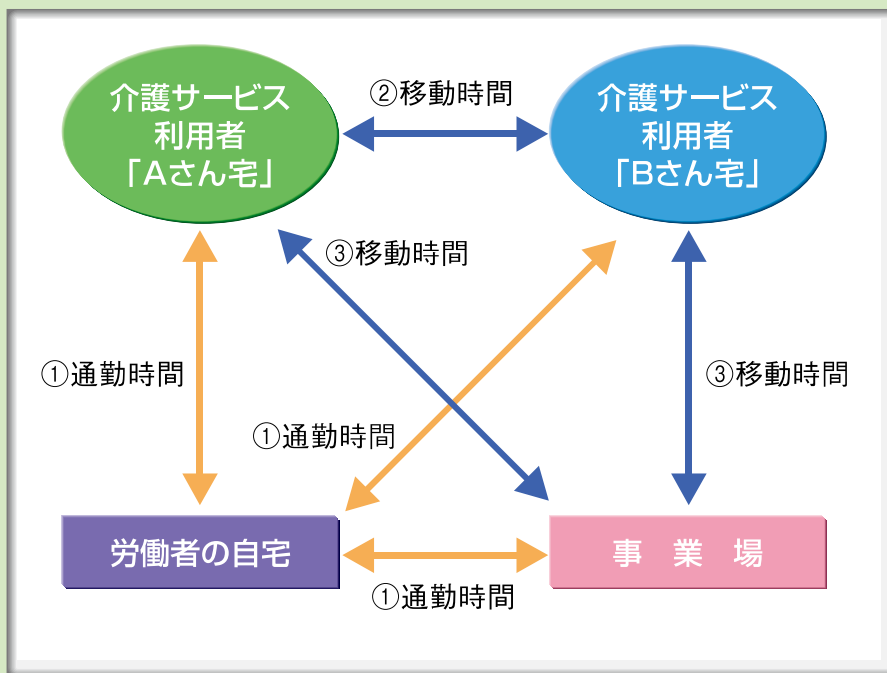 介護サービス
利用者
「Aさん宅」
②移動時間
介護サービス
利用者
「Bさん宅」
③移動時間
①通勤時間
③移動時間
①通勤時間
労働者の自宅
事業場
①通勤時間